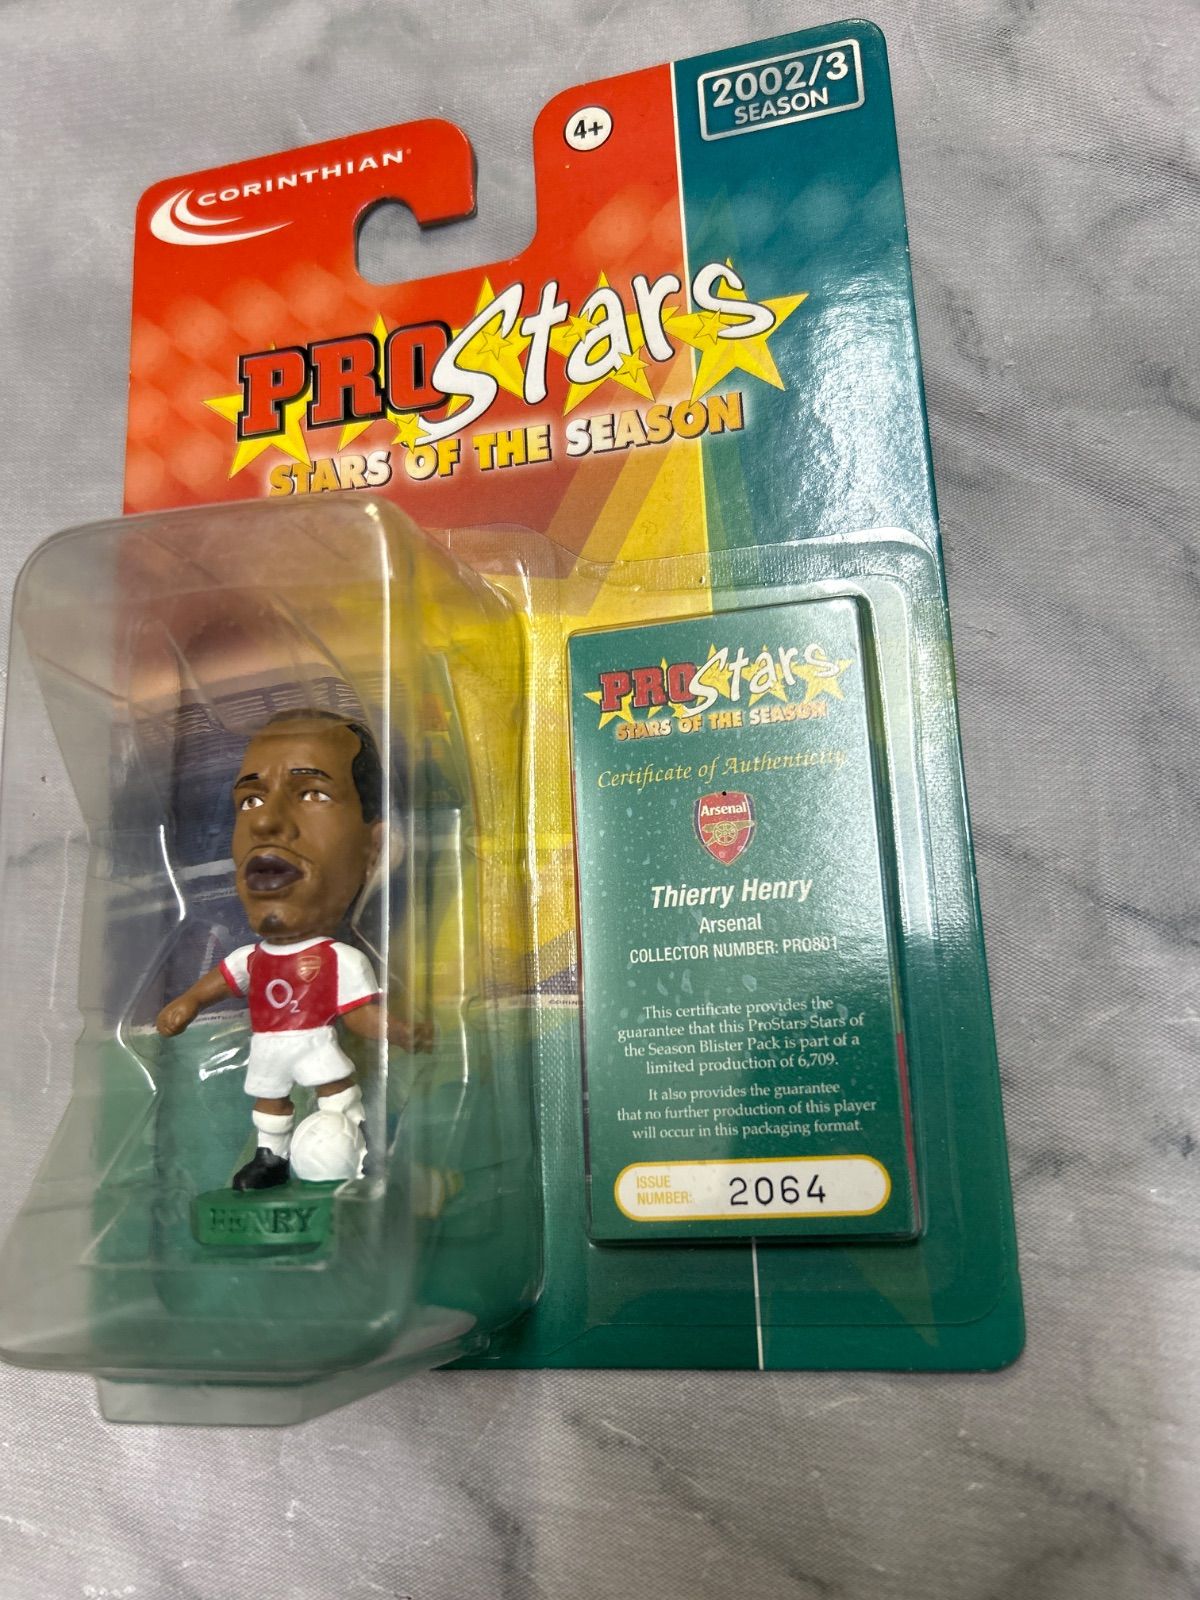 2002/3
SEASON
4+
CORINTHIAN®
PROStars
STARS OF THE SEASON
PROStars
STARS OF THE SEASON
Certificate of Authenticity
Arsenal
Thierry Henry
Arsenal
COLLECTOR NUMBER: PRO801
This certificate provides the
guarantee that this ProStars Stars of
the Season Blister Pack is part of a
limited production of 6,709.
It also provides the guarantee
that no further production of this player
will occur in this packaging format.
ISSUE
NUMBER: 2064
O2
HENRY